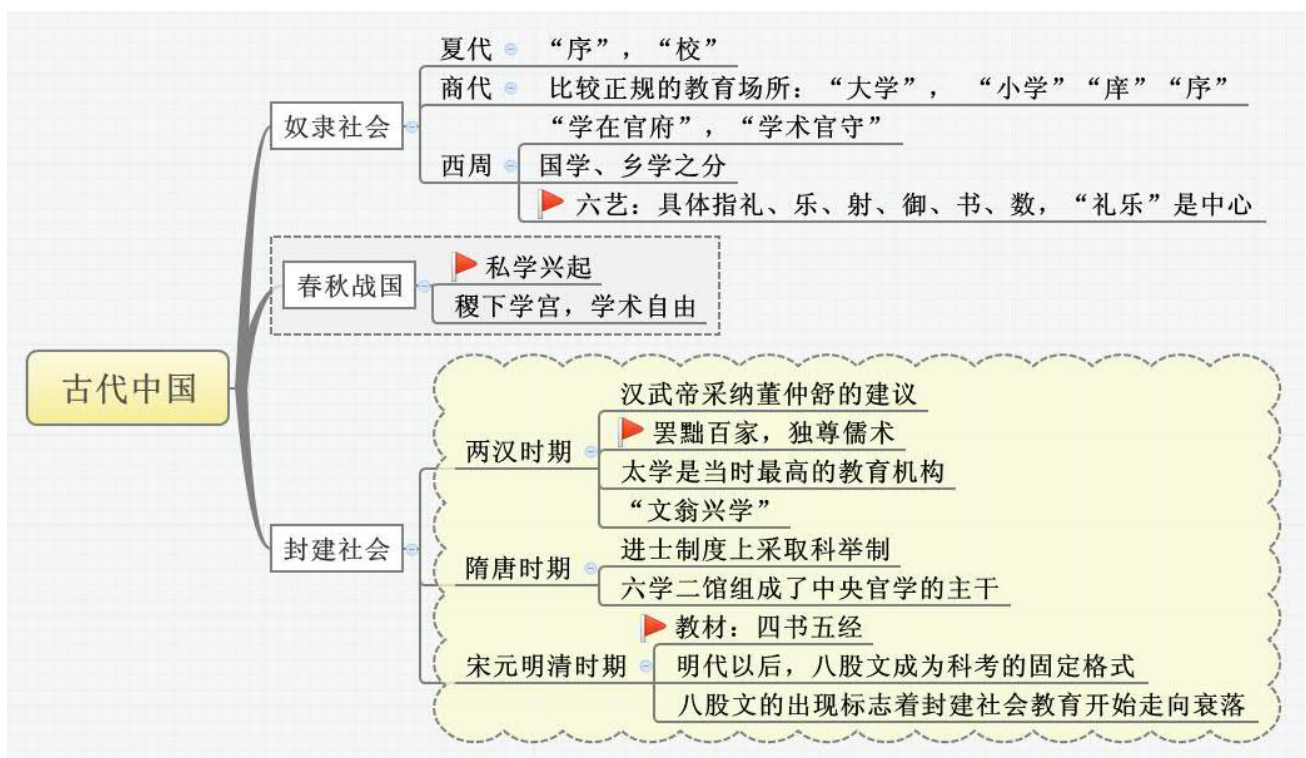 古代中国
奴隶社会
夏代
“序”，“校”
商代
比较正规的教育场所：“大学”， “小学”“庠”“序”
西周
“学在官府”，“学术官守”
国学、乡学之分
六艺：具体指礼、乐、射、御、书、数，“礼乐”是中心
春秋战国
私学兴起
稷下学宫，学术自由
封建社会
两汉时期
汉武帝采纳董仲舒的建议
罢黜百家，独尊儒术
太学是当时最高的教育机构
“文翁兴学”
隋唐时期
进士制度上采取科举制
六学二馆组成了中央官学的主干
宋元明清时期
教材：四书五经
明代以后，八股文成为科考的固定格式
八股文的出现标志着封建社会教育开始走向衰落